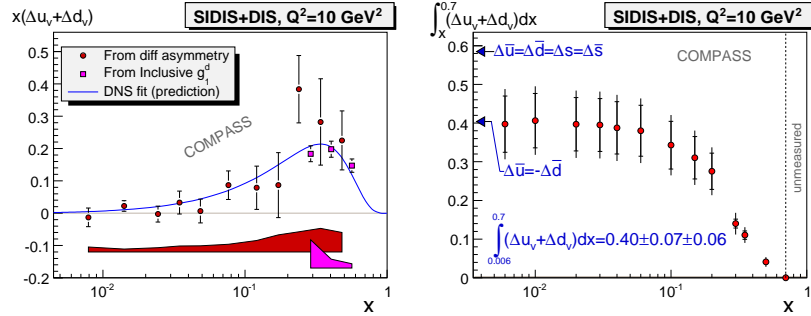 x(Δu_v+Δd_v)
SIDIS+DIS, Q²=10 GeV²
From diff asymmetry
From Inclusive g₁ᵈ
DNS fit (prediction)
COMPASS
0.5
0.4
0.3
0.2
0.1
0
-0.1
-0.2
10⁻²
10⁻¹
1
x
∫_x^0.7 (Δu_v+Δd_v)dx
SIDIS+DIS, Q²=10 GeV²
Δū=Δd̄=Δs=Δs̄
COMPASS
Δū=-Δd̄
unmeasured
∫_0.006^0.7 (Δu_v+Δd_v)dx=0.40±0.07±0.06
0.6
0.5
0.4
0.3
0.2
0.1
0
10⁻²
10⁻¹
1
x